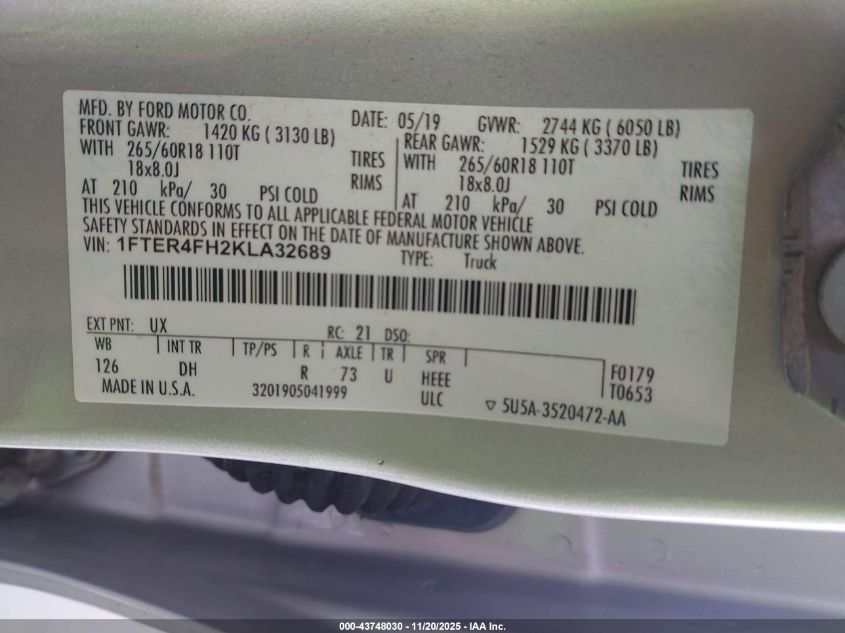 MFD. BY FORD MOTOR CO.
DATE: 05/19 GVWR: 2744 KG ( 6050 LB)
FRONT GAWR: 1420 KG ( 3130 LB)
WITH 265/60R18 110T TIRES
18x8.0J RIMS
AT 210 kPa/ 30 PSI COLD
REAR GAWR: 1529 KG ( 3370 LB)
WITH 265/60R18 110T TIRES
18x8.0J RIMS
AT 210 kPa/ 30 PSI COLD
THIS VEHICLE CONFORMS TO ALL APPLICABLE FEDERAL MOTOR VEHICLE
SAFETY STANDARDS IN EFFECT ON THE DATE OF MANUFACTURE SHOWN ABOVE.
VIN: 1FTER4FH2KLA32689 TYPE: Truck
EXT PNT: UX RC: 21 DSO:
WB INT TR TP/PS R AXLE TR SPR
126 DH R 73 U HEEE F0179
ULC T0653
MADE IN U.S.A. 3201905041999 ▽ 5U5A-3520472-AA
000-43748030 - 11/20/2025 - IAA Inc.